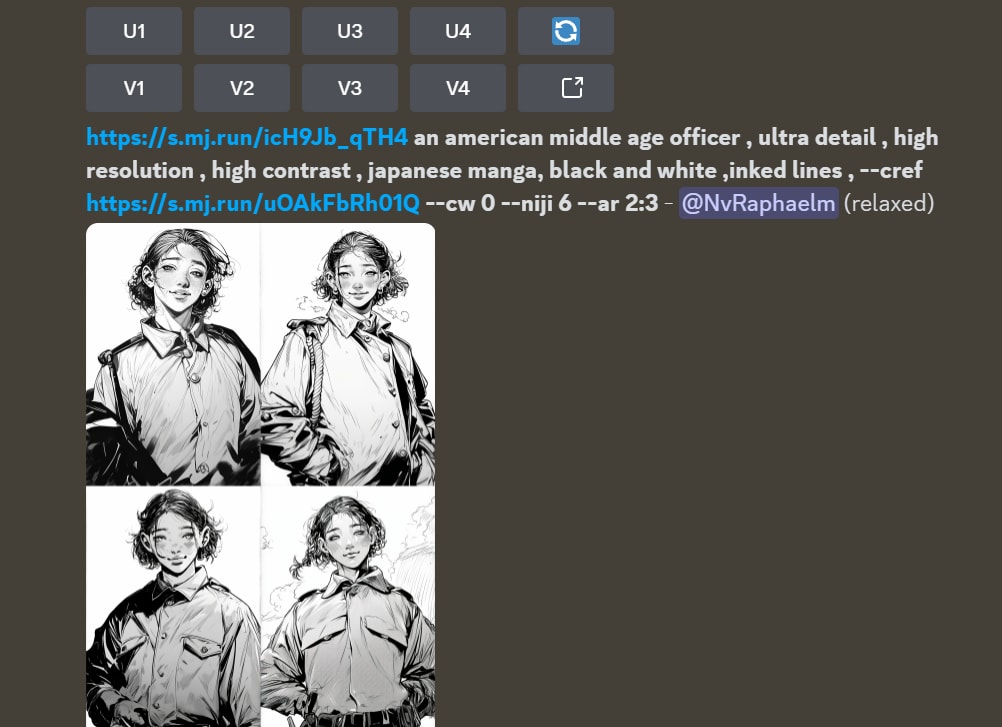 U1 U2 U3 U4
V1 V2 V3 V4
https://s.mj.run/icH9Jb_qTH4 an american middle age officer , ultra detail , high
resolution , high contrast , japanese manga, black and white ,inked lines , --cref
https://s.mj.run/uOAkFbRh01Q --cw 0 --niji 6 --ar 2:3 - @NvRaphaelm (relaxed)